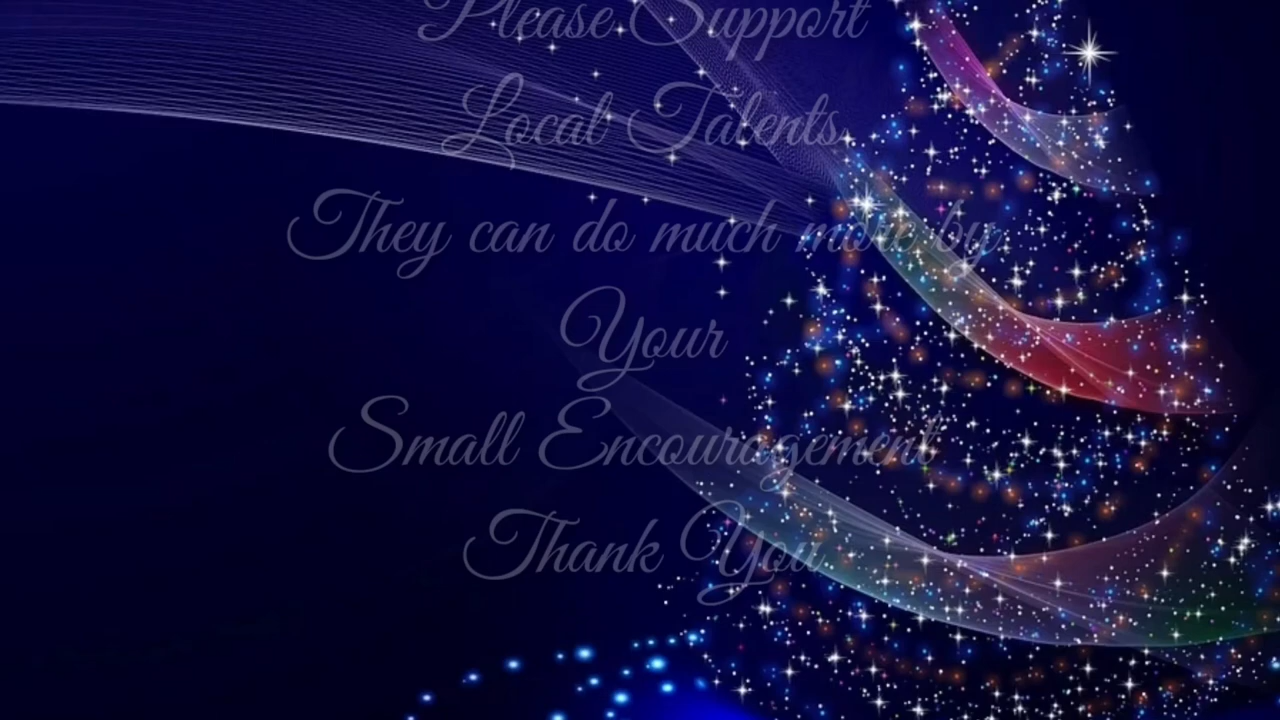 Please Support
Local Talents
They can do much more by
Your
Small Encouragement
Thank You